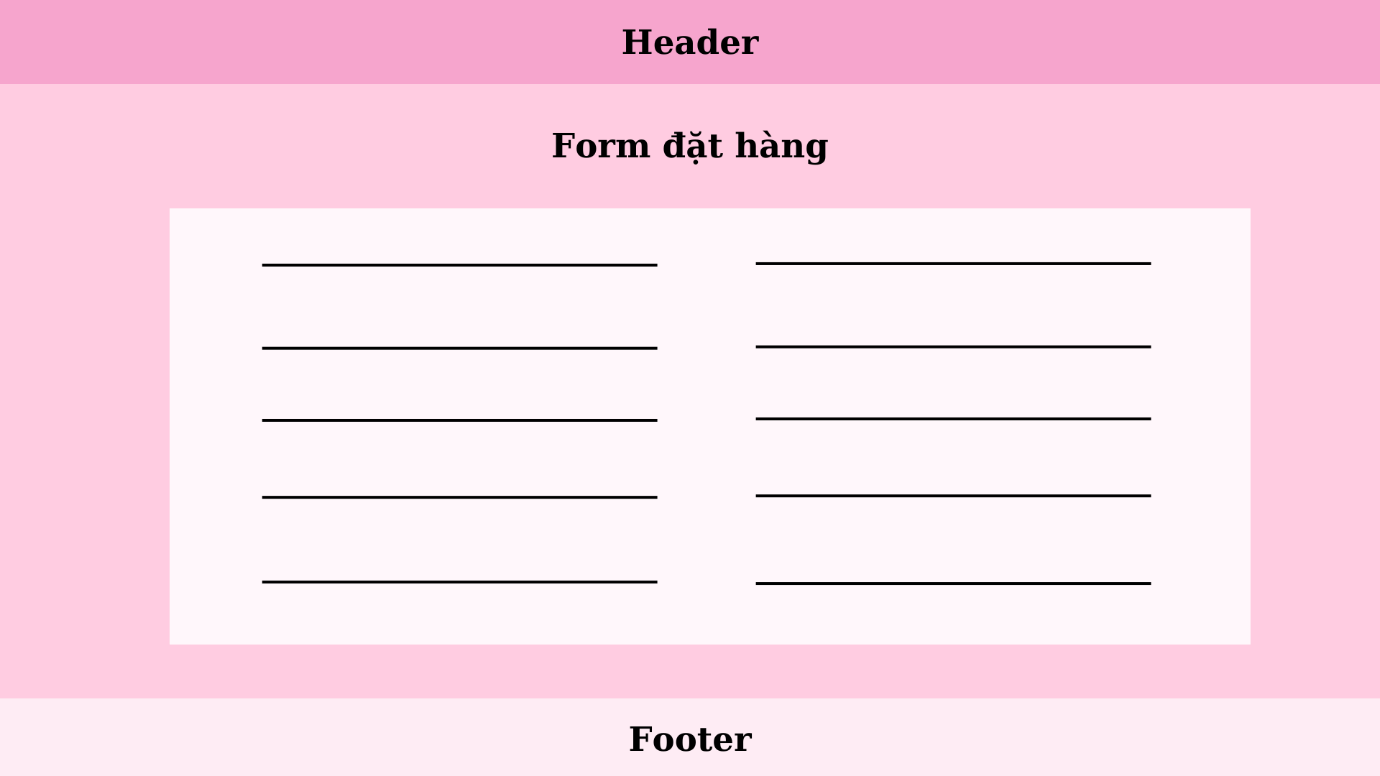 Header
Form đặt hàng
Footer